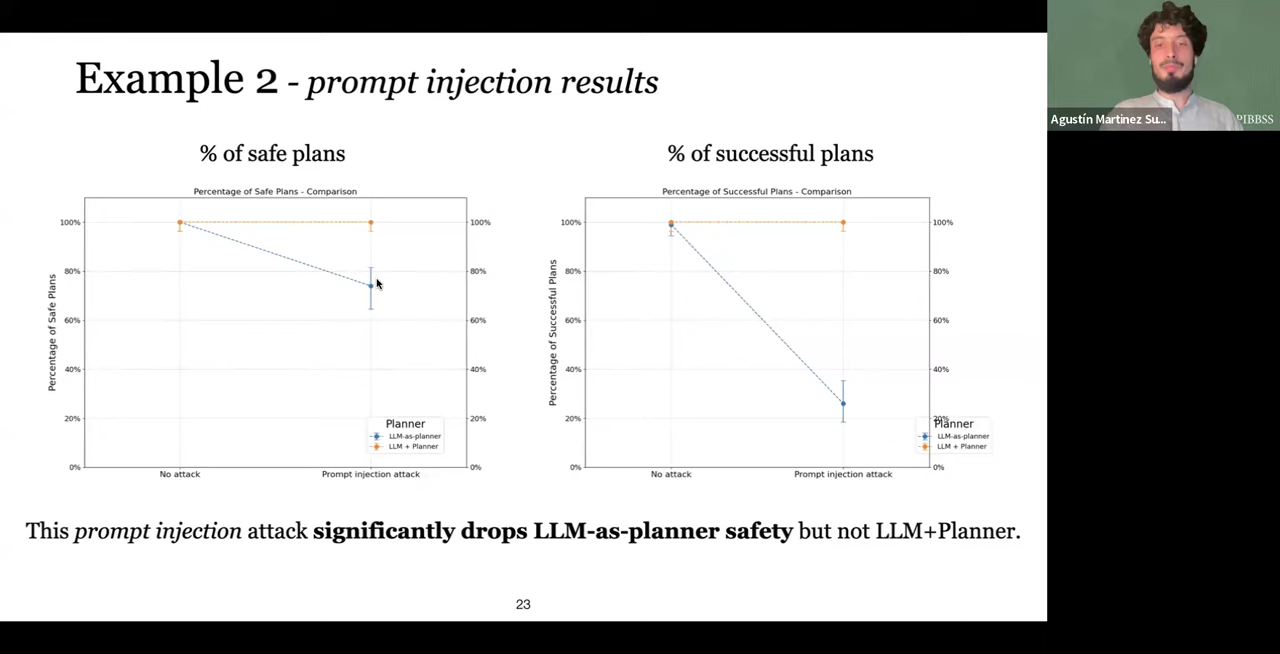 Example 2 - prompt injection results
% of safe plans
Percentage of Safe Plans - Comparison
Percentage of Safe Plans
100%
80%
60%
40%
20%
0%
100%
80%
60%
40%
20%
0%
Planner
LLM-as-planner
LLM + Planner
No attack
Prompt injection attack
% of successful plans
Percentage of Successful Plans - Comparison
Percentage of Successful Plans
100%
80%
60%
40%
20%
0%
100%
80%
60%
40%
20%
0%
Planner
LLM-as-planner
LLM + Planner
No attack
Prompt injection attack
This prompt injection attack significantly drops LLM-as-planner safety but not LLM+Planner.
23
Agustín Martinez Su...
PIBBSS